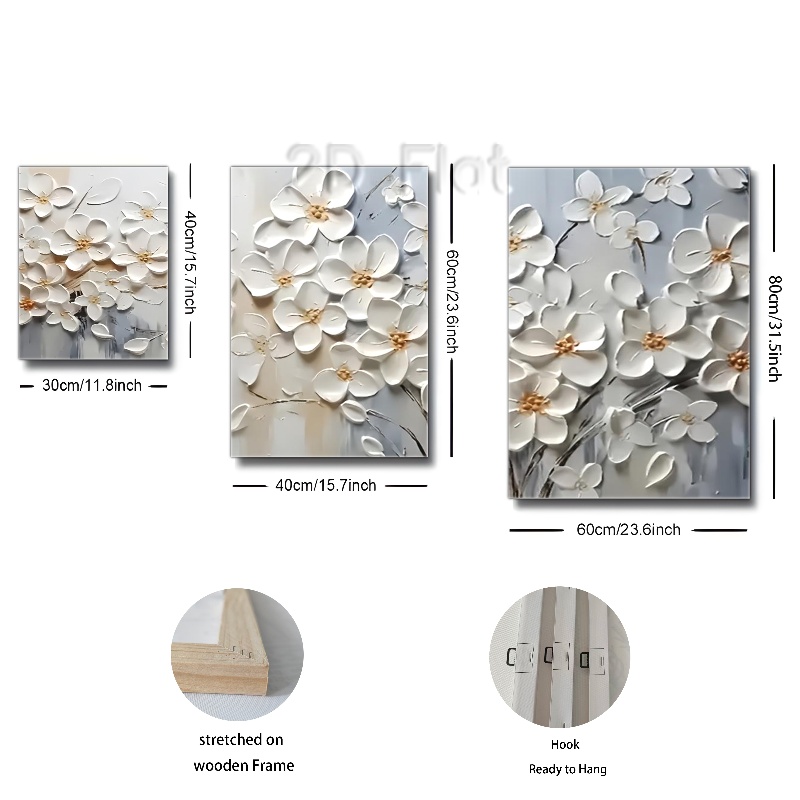 2D Flat
40cm/15.7inch
60cm/23.6inch
80cm/31.5inch
30cm/11.8inch
40cm/15.7inch
60cm/23.6inch
stretched on
wooden Frame
Hook
Ready to Hang